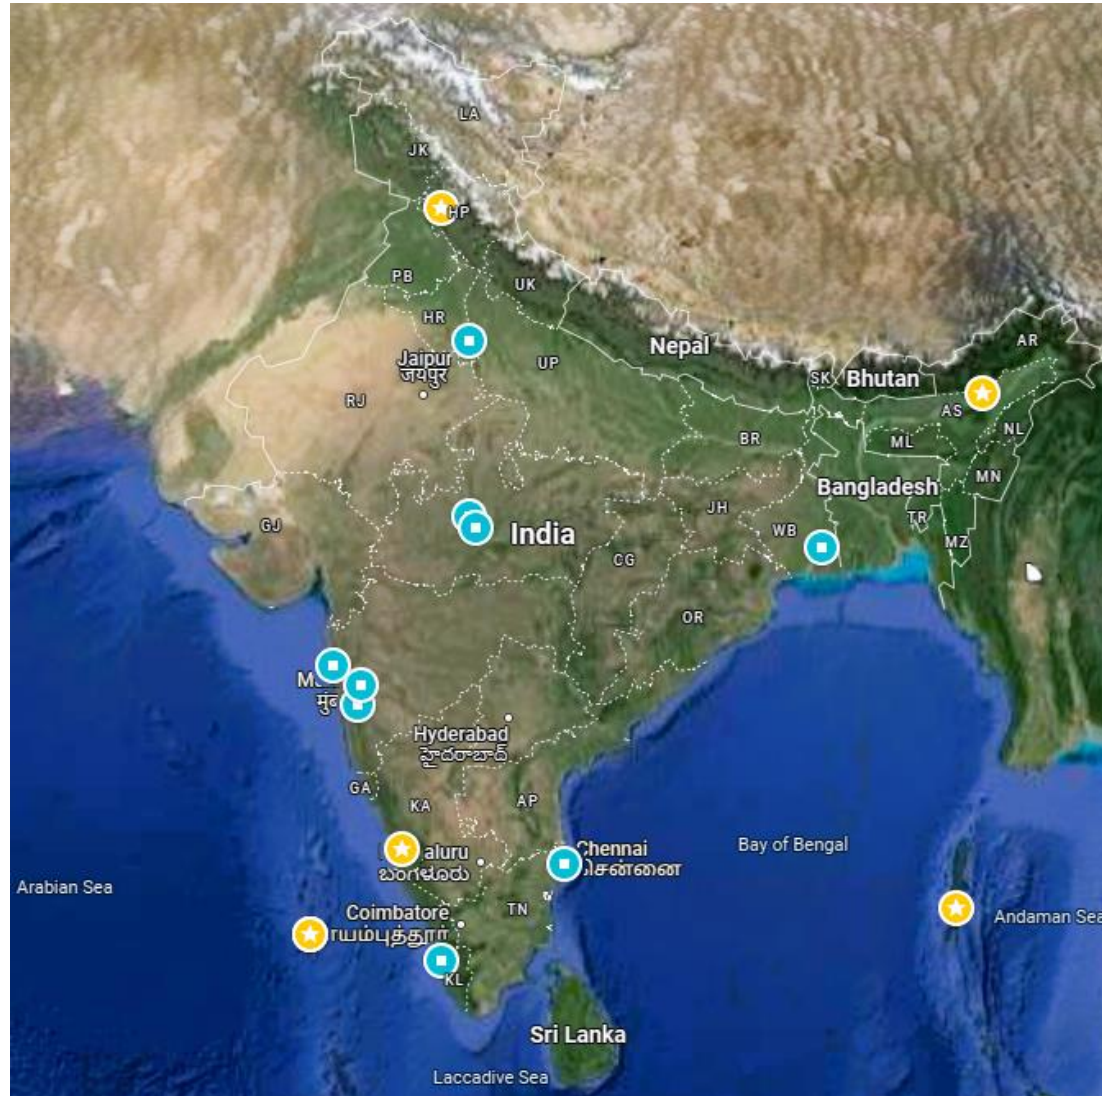 LA
JK
HP
PB
UK
HR
Nepal
AR
Jaipur
जयपुर
UP
SK
Bhutan
RJ
AS
NL
BR
ML
MN
Bangladesh
GJ
India
JH
TR
WB
MZ
CG
OR
Hyderabad
హైదరాబాద్
GA
KA
AP
Chennai
சென்னை
Bay of Bengal
aluru
ಬೆಂಗಳೂರು
Arabian Sea
Coimbatore
TN
Andaman Sea
KL
Sri Lanka
Laccadive Sea